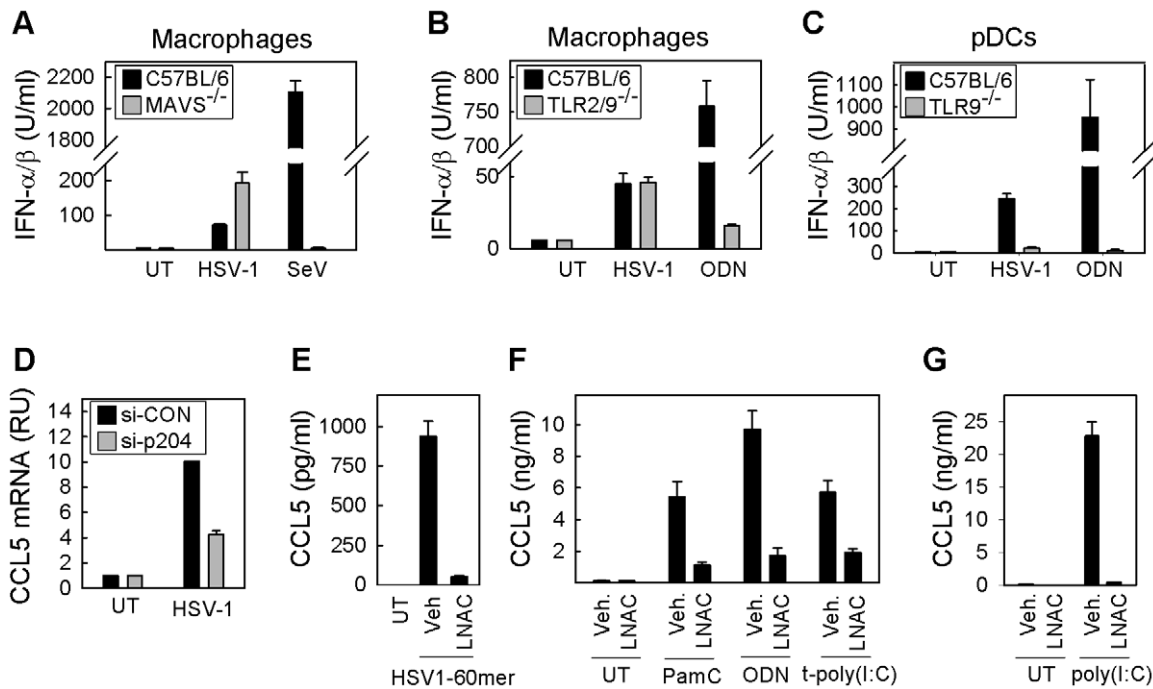 A
Macrophages
IFN-α/β (U/ml)
2200
2100
2000
1900
1800
200
100
C57BL/6
MAVS-/-
UT HSV-1 SeV
B
Macrophages
IFN-α/β (U/ml)
800
750
700
50
0
C57BL/6
TLR2/9-/-
UT HSV-1 ODN
C
pDCs
IFN-α/β (U/ml)
1100
1000
900
300
200
100
0
C57BL/6
TLR9-/-
UT HSV-1 ODN
D
CCL5 mRNA (RU)
14
12
10
8
6
4
2
0
si-CON
si-p204
UT HSV-1
E
CCL5 (pg/ml)
1000
750
500
250
0
UT Veh LNAC
HSV1-60mer
F
CCL5 (ng/ml)
10
8
6
4
2
Veh. LNAC Veh. LNAC Veh. LNAC Veh. LNAC
UT PamC ODN t-poly(I:C)
G
CCL5 (ng/ml)
25
20
15
10
5
0
Veh. LNAC Veh. LNAC
UT poly(I:C)